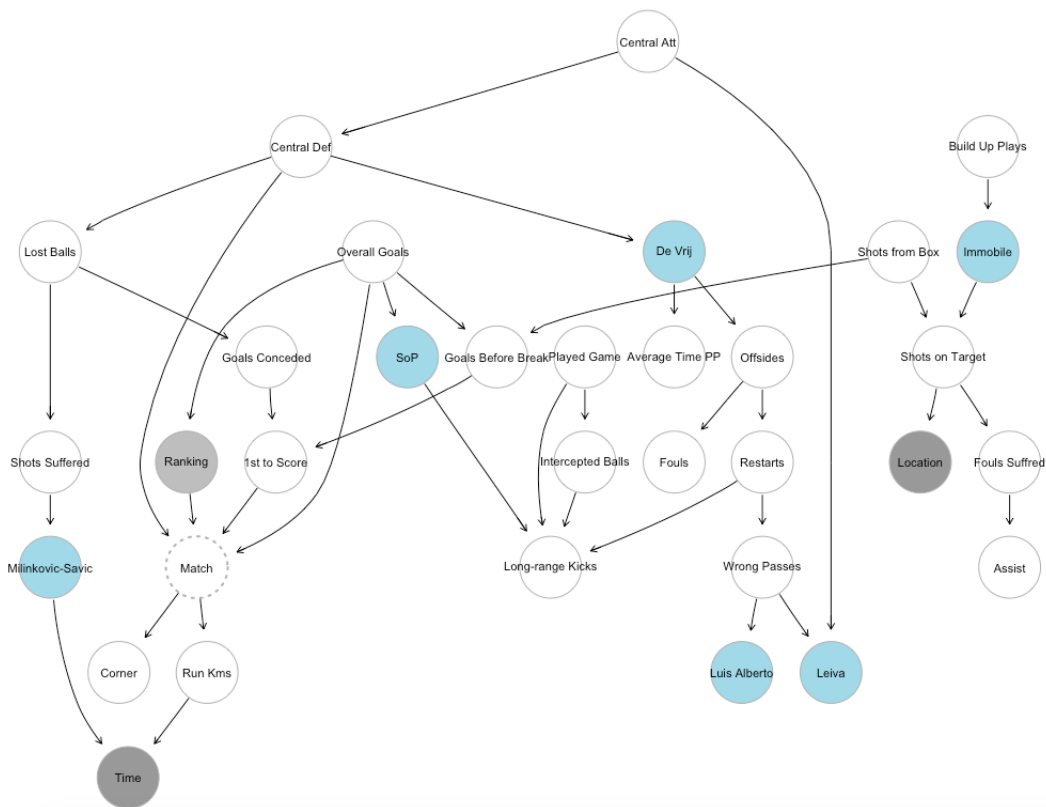 Central Att
Central Def
Build Up Plays
Lost Balls
Overall Goals
De Vrij
Shots from Box
Immobile
Goals Conceded
SoP
Goals Before Break
Played Game
Average Time PP
Offsides
Shots on Target
Shots Suffered
Ranking
1st to Score
Intercepted Balls
Fouls
Restarts
Location
Fouls Suffred
Milinkovic-Savic
Match
Long-range Kicks
Wrong Passes
Assist
Corner
Run Kms
Luis Alberto
Leiva
Time